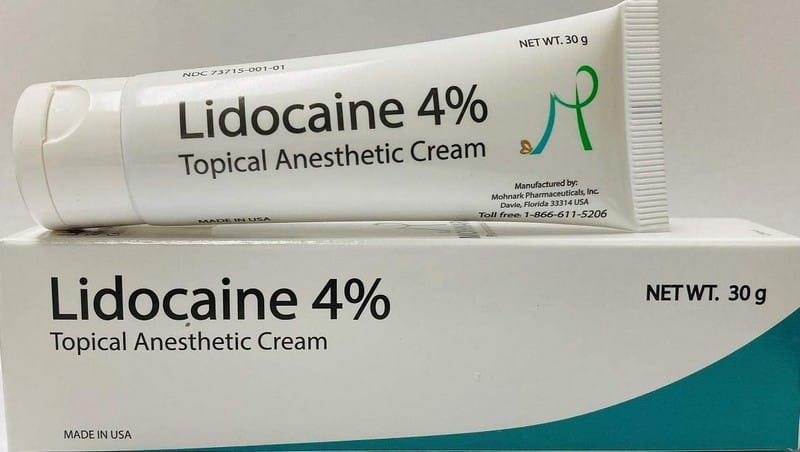 NDC 73715-001-01
NET WT. 30 g
Lidocaine 4%
Topical Anesthetic Cream
Manufactured by:
Mohnark Pharmaceuticals, Inc.
Davie, Florida 33314 USA
Toll free: 1-866-611-5206
MADE IN USA
Lidocaine 4%
Topical Anesthetic Cream
NET WT. 30 g
MADE IN USA